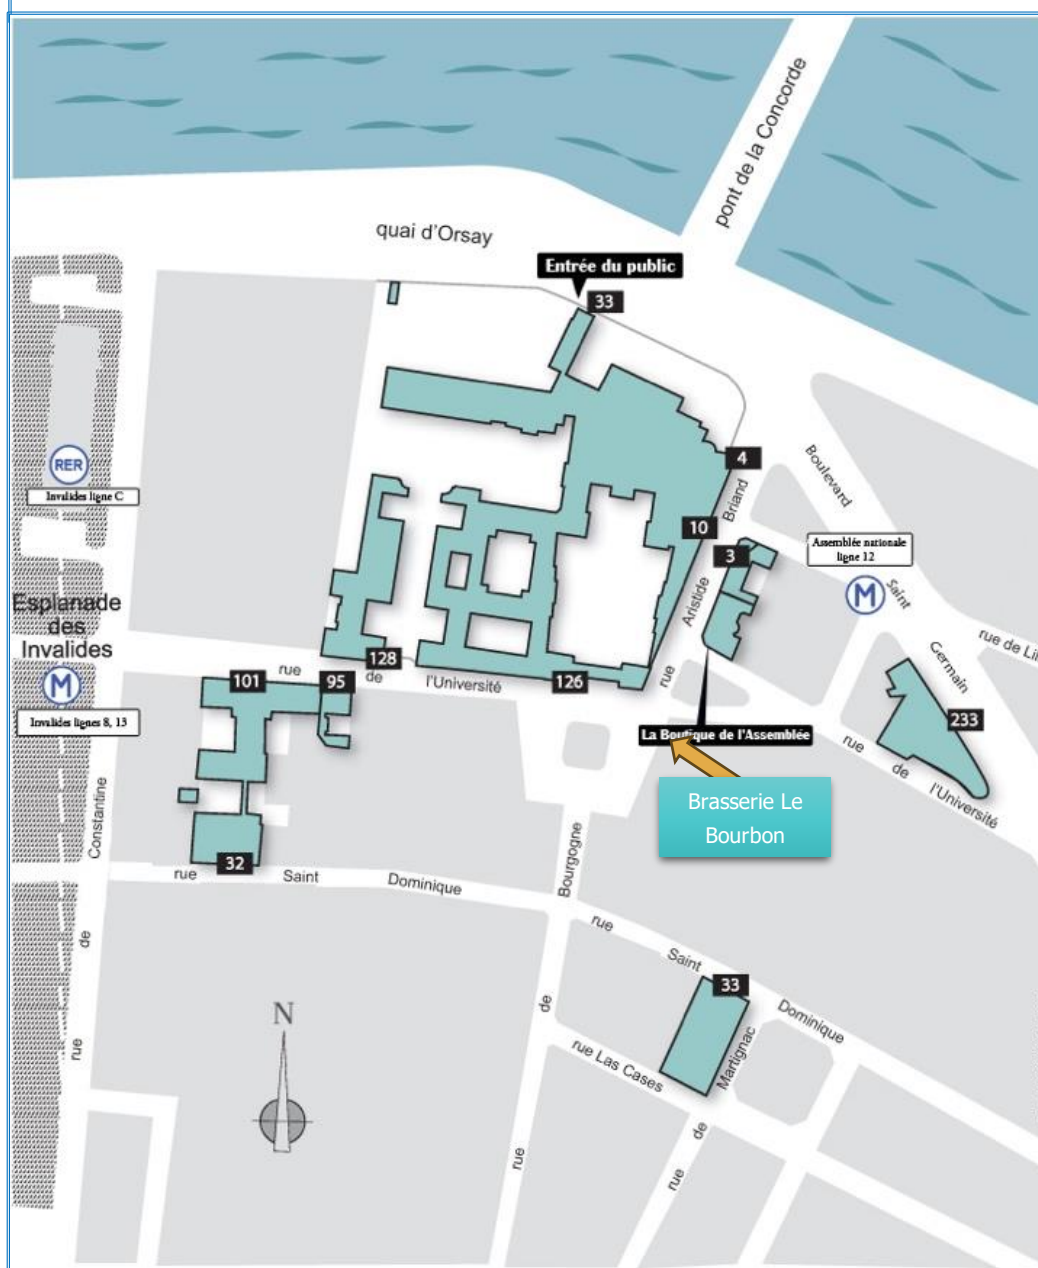 pont de la Concorde
quai d'Orsay
Entrée du public
33
4
Boulevard
Saint
Germain
RER
Invalides ligne C
10
rue
Aristide
Briand
3
Assemblée nationale
ligne 12
M
Esplanade
des
Invalides
M
Invalides lignes 8, 13
rue de Lil
128
rue
de
l'Université
126
101
95
233
La Boutique de l'Assemblée
rue
de
l'Université
Brasserie Le
Bourbon
rue
de
Constantine
32
rue
Saint
Dominique
rue
de
Bourgogne
rue
Saint
Dominique
33
rue Las Cases
rue
de
Martignac
N